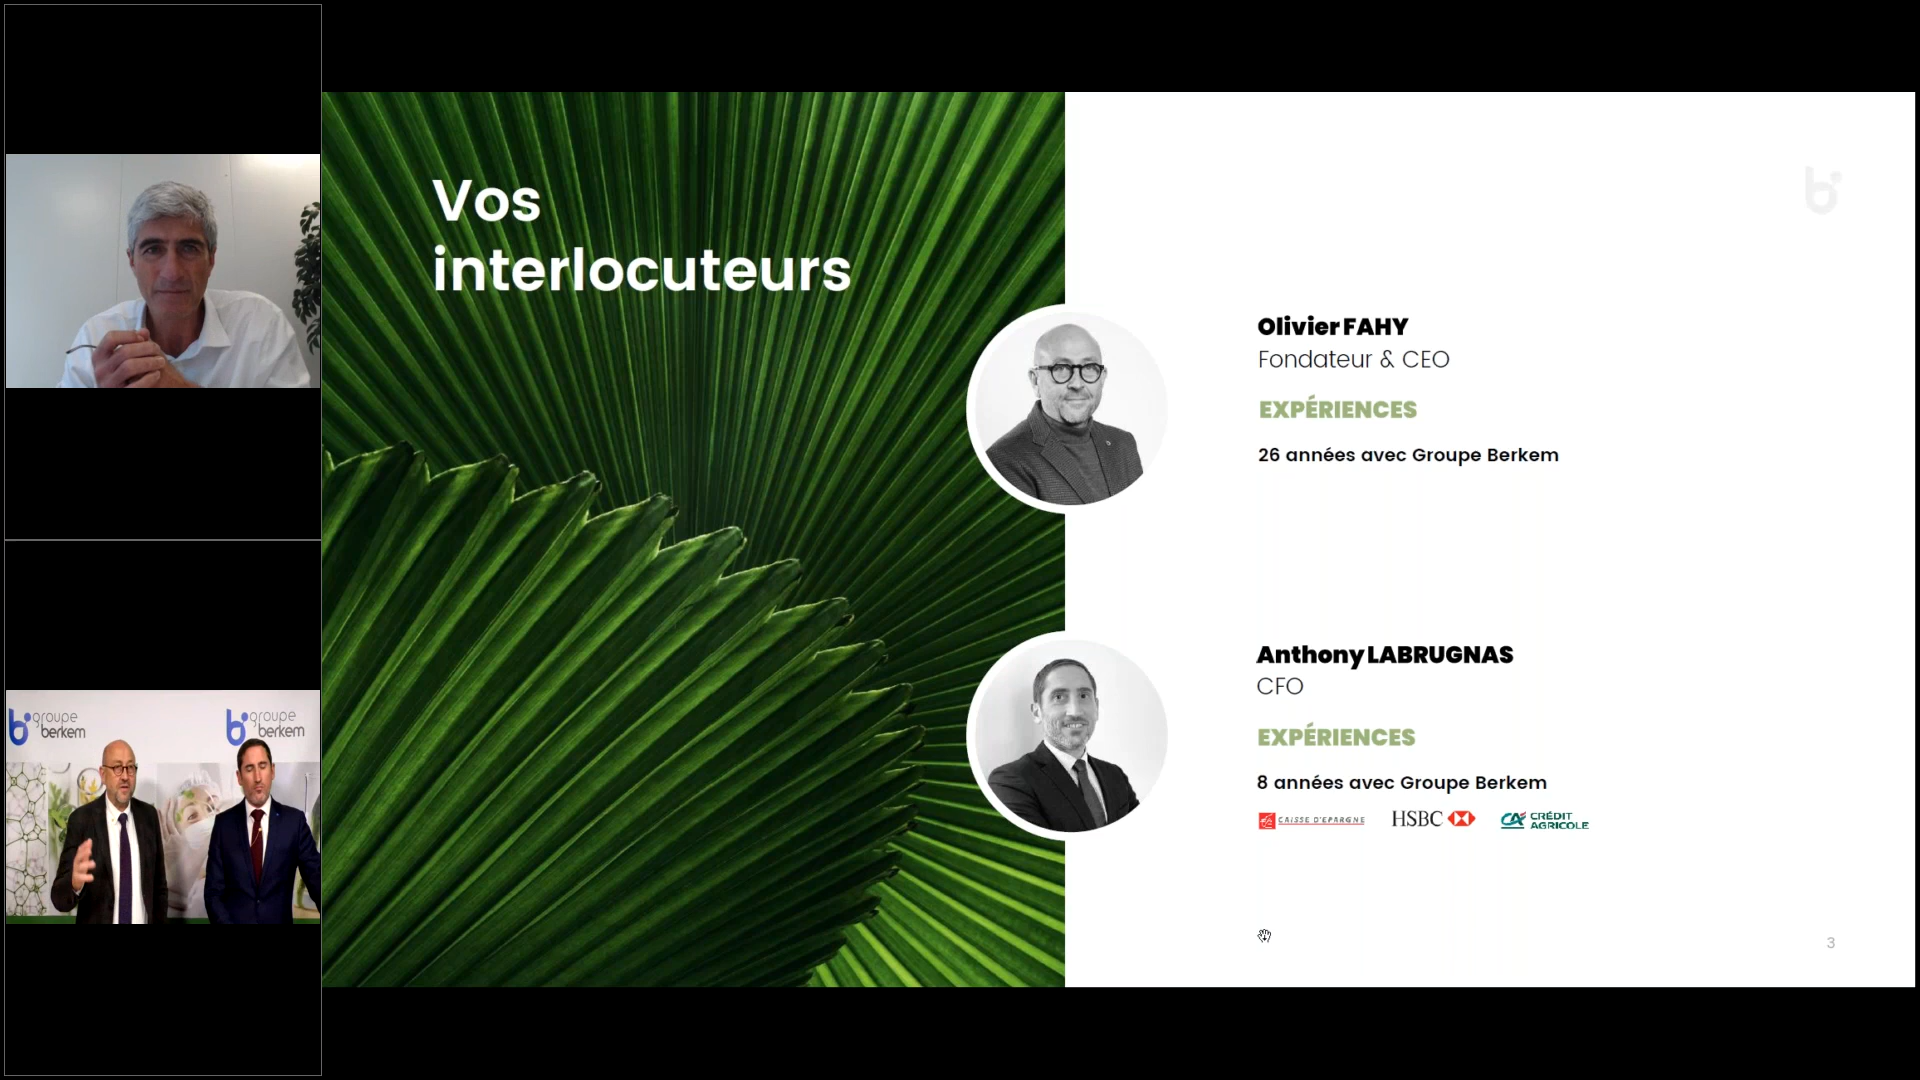 Vos
interlocuteurs
Olivier FAHY
Fondateur & CEO
EXPÉRIENCES
26 années avec Groupe Berkem
Anthony LABRUGNAS
CFO
EXPÉRIENCES
8 années avec Groupe Berkem
CAISSE D'EPARGNE
HSBC
CA CRÉDIT
AGRICOLE
3
groupe
berkem
groupe
berkem